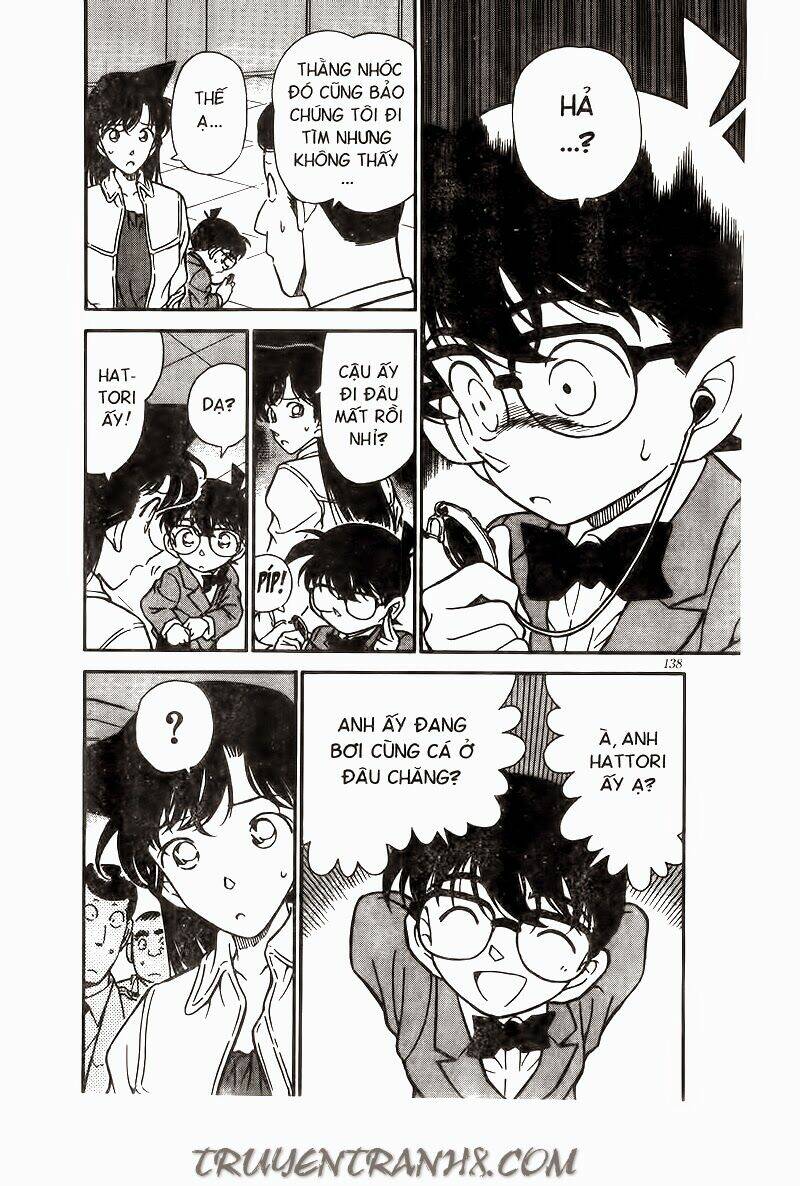 HẢ
...?
THẰNG NHÓC
ĐÓ CŨNG BẢO
CHÚNG TÔI ĐI
TÌM NHƯNG
KHÔNG THẤY
...
THẾ
Ạ...
CẬU ẤY
ĐI ĐÂU
MẤT RỒI
NHỈ?
PÍP!
DẠ?
HAT-
TORI
ẤY!
138
À, ANH
HATTORI
ẤY Ạ?
ANH ẤY ĐANG
BƠI CÙNG CÁ Ở
ĐÂU CHĂNG?
?
TRUYENTRANH8.COM